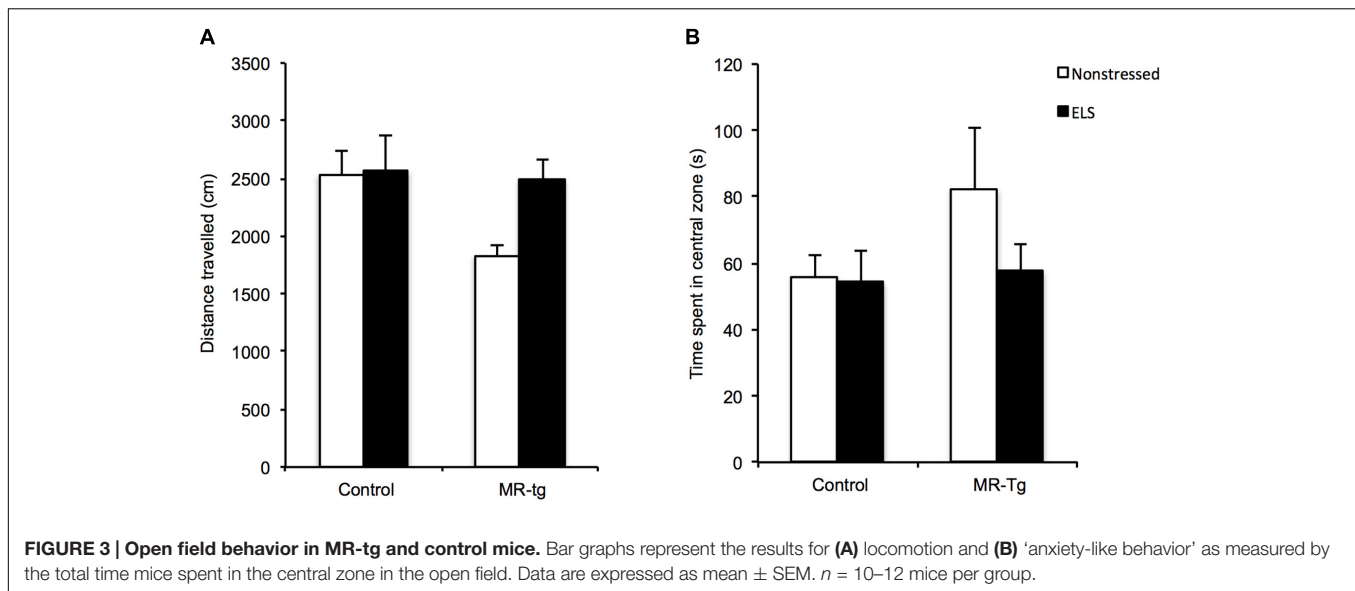 A
B
3500
3000
2500
2000
1500
1000
500
0
Distance travelled (cm)
Control
MR-tg
120
100
80
60
40
20
0
Time spent in central zone (s)
Control
MR-Tg
Nonstressed
ELS
FIGURE 3 | Open field behavior in MR-tg and control mice. Bar graphs represent the results for (A) locomotion and (B) ‘anxiety-like behavior’ as measured by
the total time mice spent in the central zone in the open field. Data are expressed as mean ± SEM. n = 10–12 mice per group.